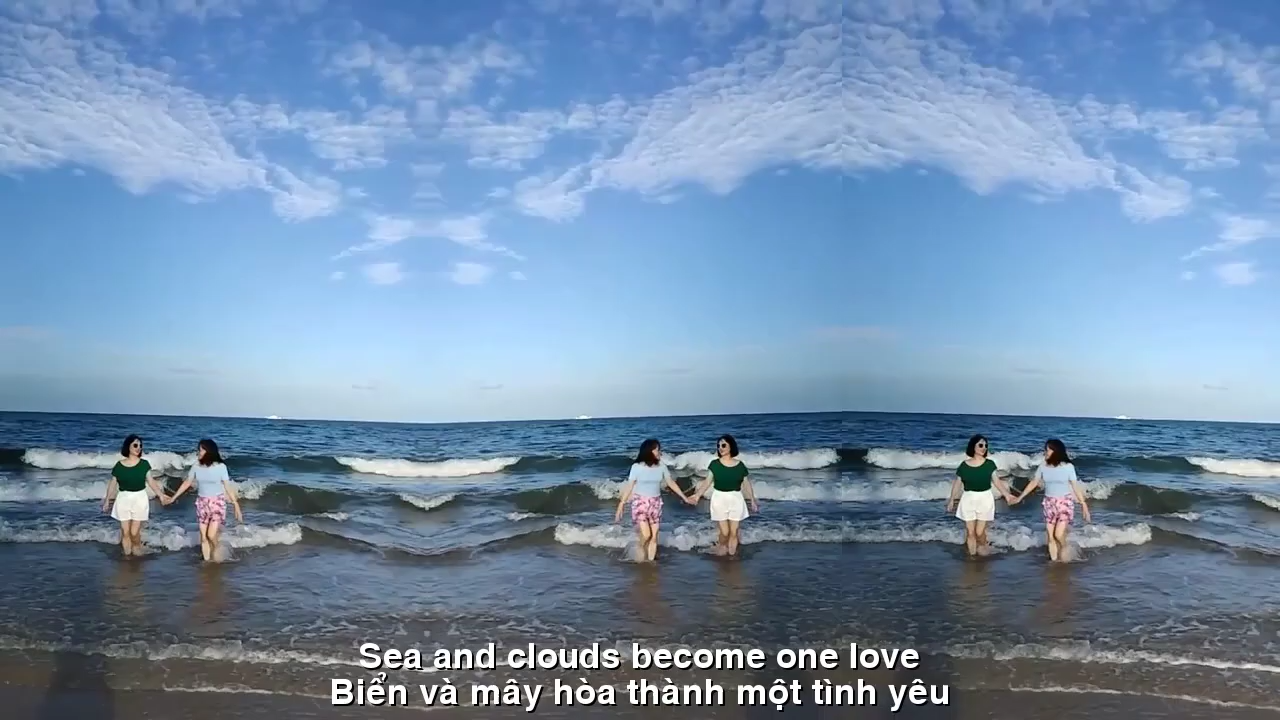 Sea and clouds become one love
Biển và mây hòa thành một tình yêu